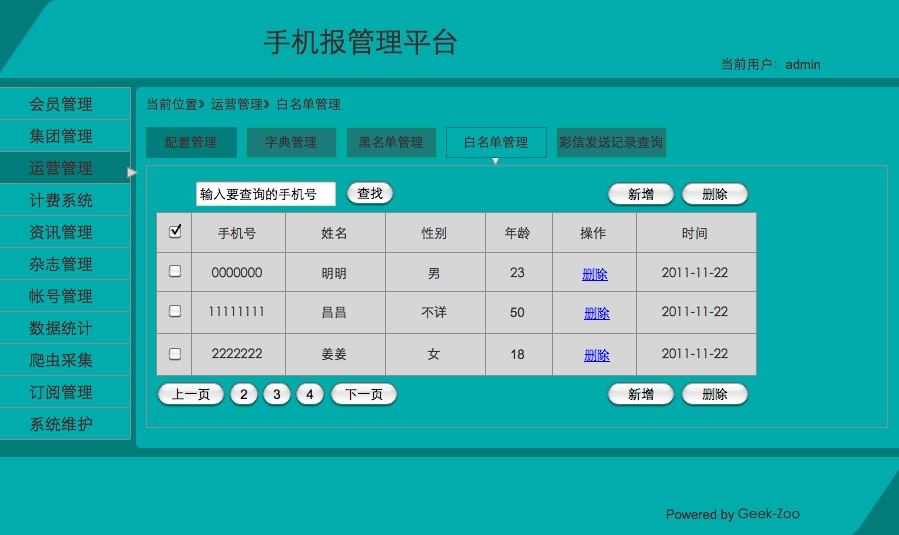 手机报管理平台
当前用户：admin
会员管理
集团管理
运营管理
计费系统
资讯管理
杂志管理
帐号管理
数据统计
爬虫采集
订阅管理
系统维护
当前位置》运营管理》白名单管理
配置管理 字典管理 黑名单管理 白名单管理 彩信发送记录查询
输入要查询的手机号 查找 新增 删除
手机号 姓名 性别 年龄 操作 时间
0000000 明明 男 23 删除 2011-11-22
11111111 昌昌 不详 50 删除 2011-11-22
2222222 姜姜 女 18 删除 2011-11-22
上一页 2 3 4 下一页 新增 删除
Powered by Geek-Zoo